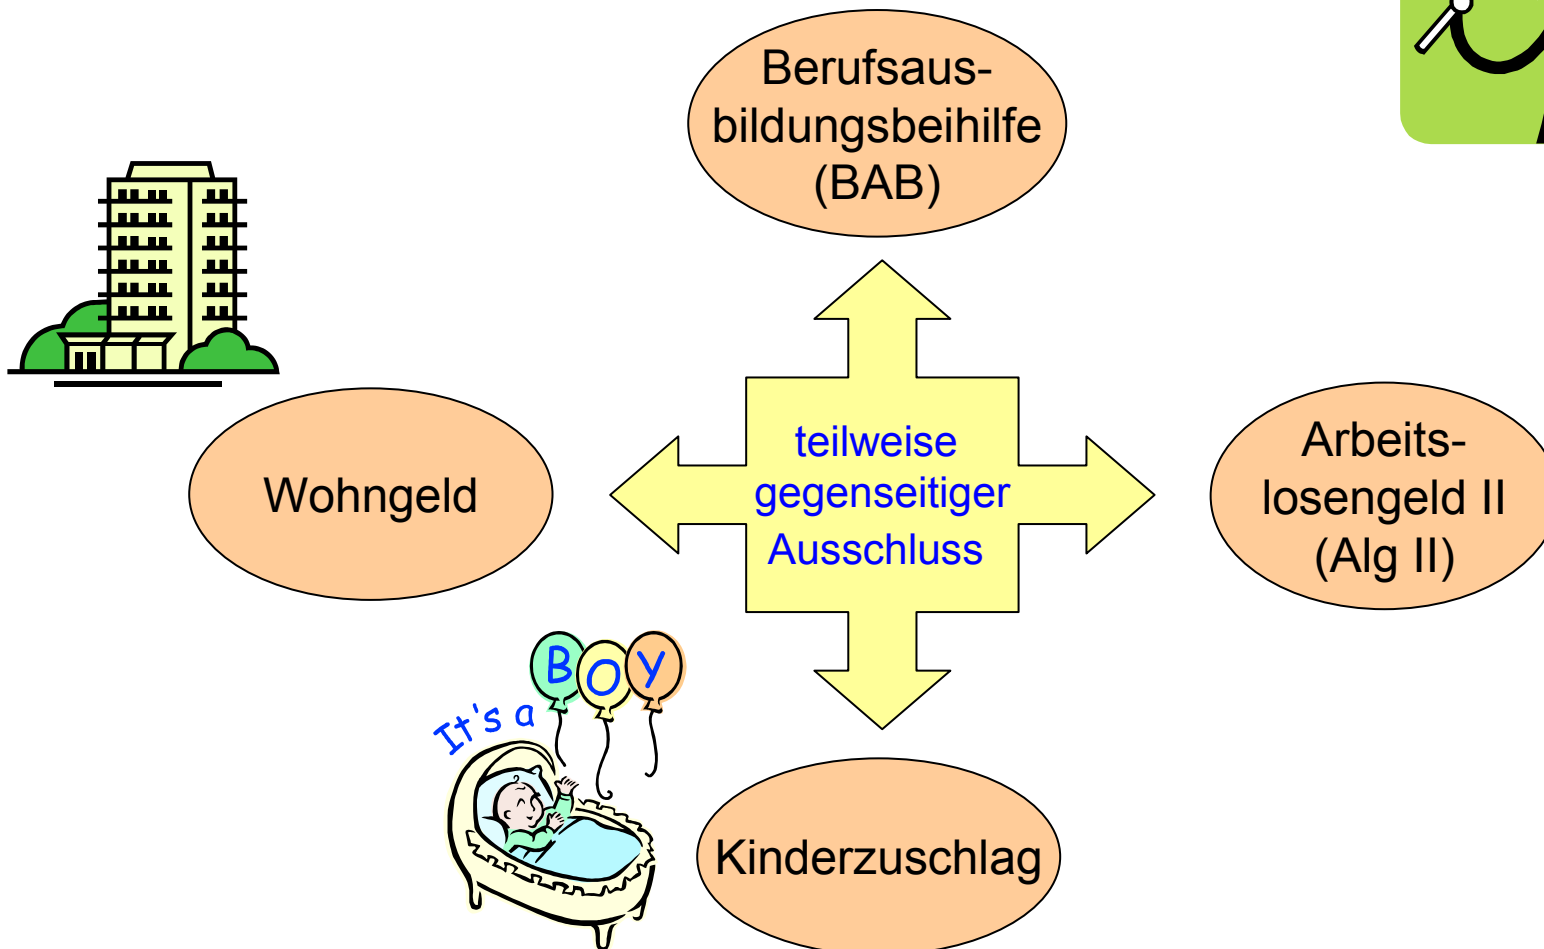 Berufsaus-
bildungsbeihilfe
(BAB)
Wohngeld
teilweise
gegenseitiger
Ausschluss
Arbeits-
losengeld II
(Alg II)
It's a
BOY
Kinderzuschlag